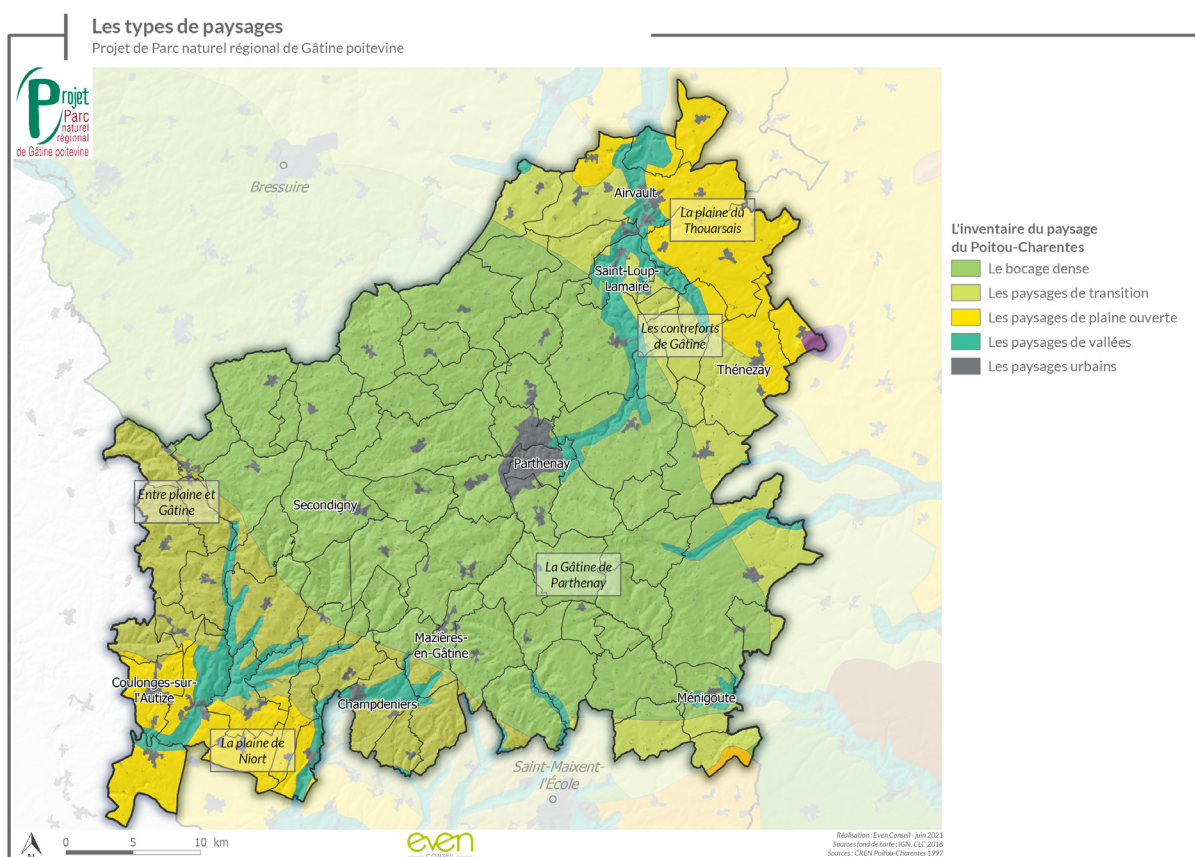 Les types de paysages
Projet de Parc naturel régional de Gâtine poitevine
Projet
Parc
naturel
régional
de Gâtine poitevine
Bressuire
Airvault
La plaine du
Thouarsais
Saint-Loup-
Lamairé
Les contreforts
de Gâtine
Thénezay
Parthenay
Entre plaine et
Gâtine
Secondigny
La Gâtine de
Parthenay
Mazières-
en-Gâtine
Coulonges-sur-
l'Autize
Champdeniers
Ménigoute
La plaine de
Niort
Saint-Maixent-
l'École
L'inventaire du paysage
du Poitou-Charentes
Le bocage dense
Les paysages de transition
Les paysages de plaine ouverte
Les paysages de vallées
Les paysages urbains
N
0 5 10 km
even
CONSEIL
Réalisation : Even Conseil - juin 2021
Sources fond de carte : IGN, CLC 2018
Sources : CREN Poitou-Charentes 1997